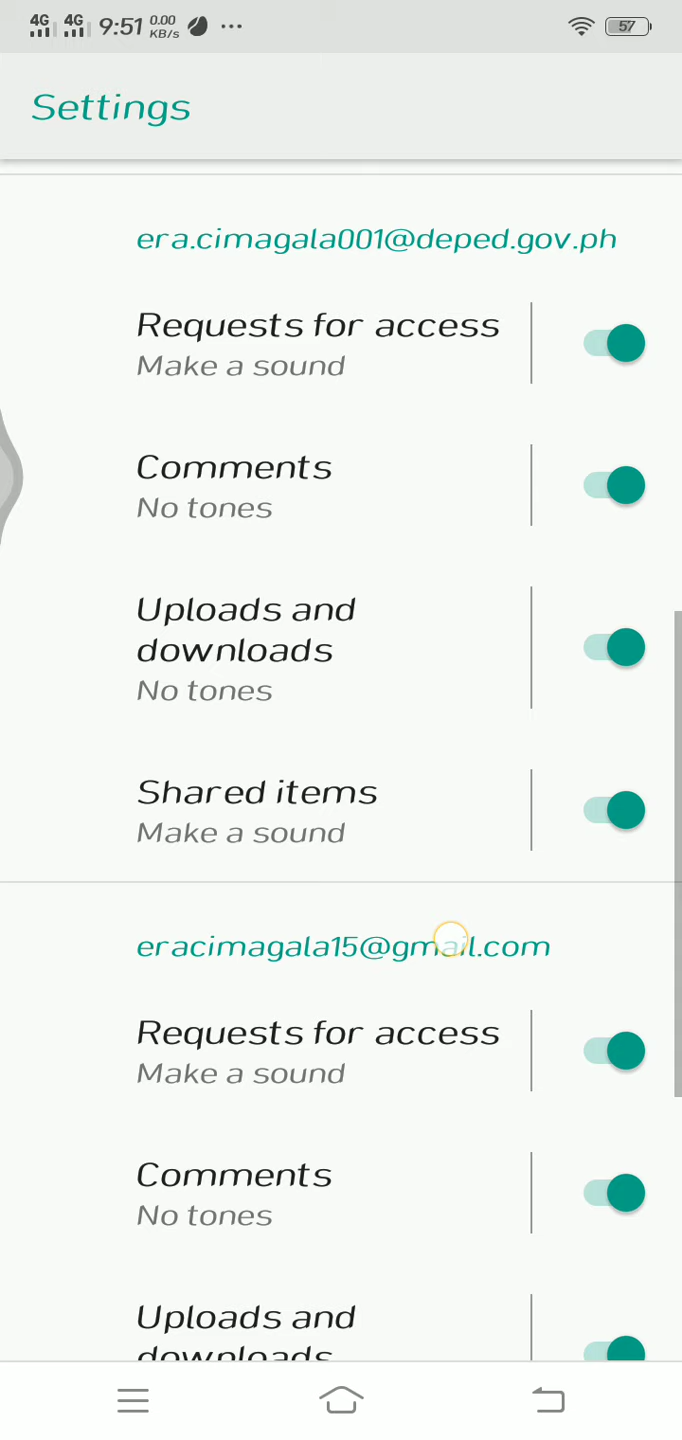 4G 4G 9:51 0.00 KB/s ... 57
Settings
era.cimagala001@deped.gov.ph
Requests for access
Make a sound
Comments
No tones
Uploads and
downloads
No tones
Shared items
Make a sound
eracimagala15@gmail.com
Requests for access
Make a sound
Comments
No tones
Uploads and
downloads